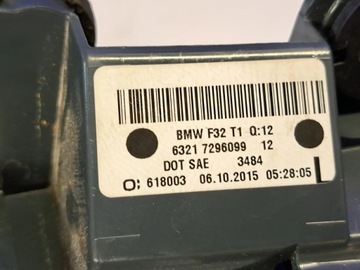 BMW F32 T1 Q:12
6321 7296099 12
DOT SAE 3484
O; 618003 06.10.2015 05:28:05